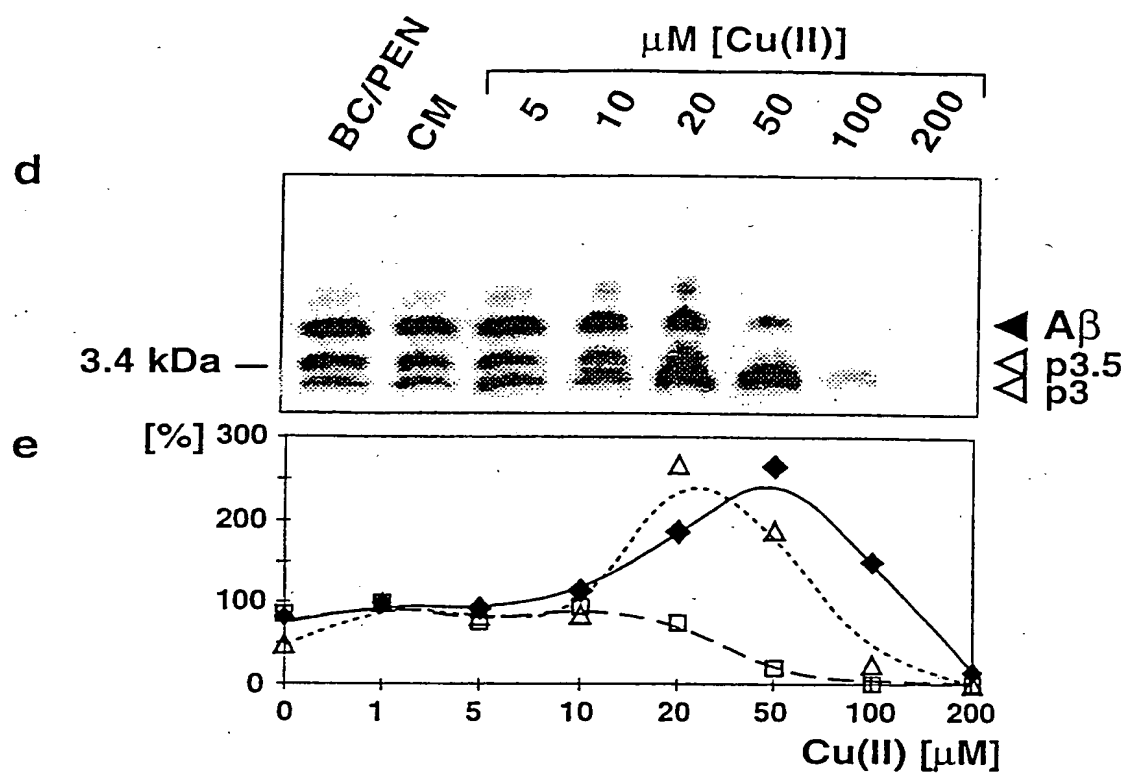 µM [Cu(II)]
BC/PEN CM 5 10 20 50 100 200
d
Aβ
3.4 kDa
p3.5
p3
e
[%] 300
200
100
0
0 1 5 10 20 50 100 200
Cu(II) [µM]